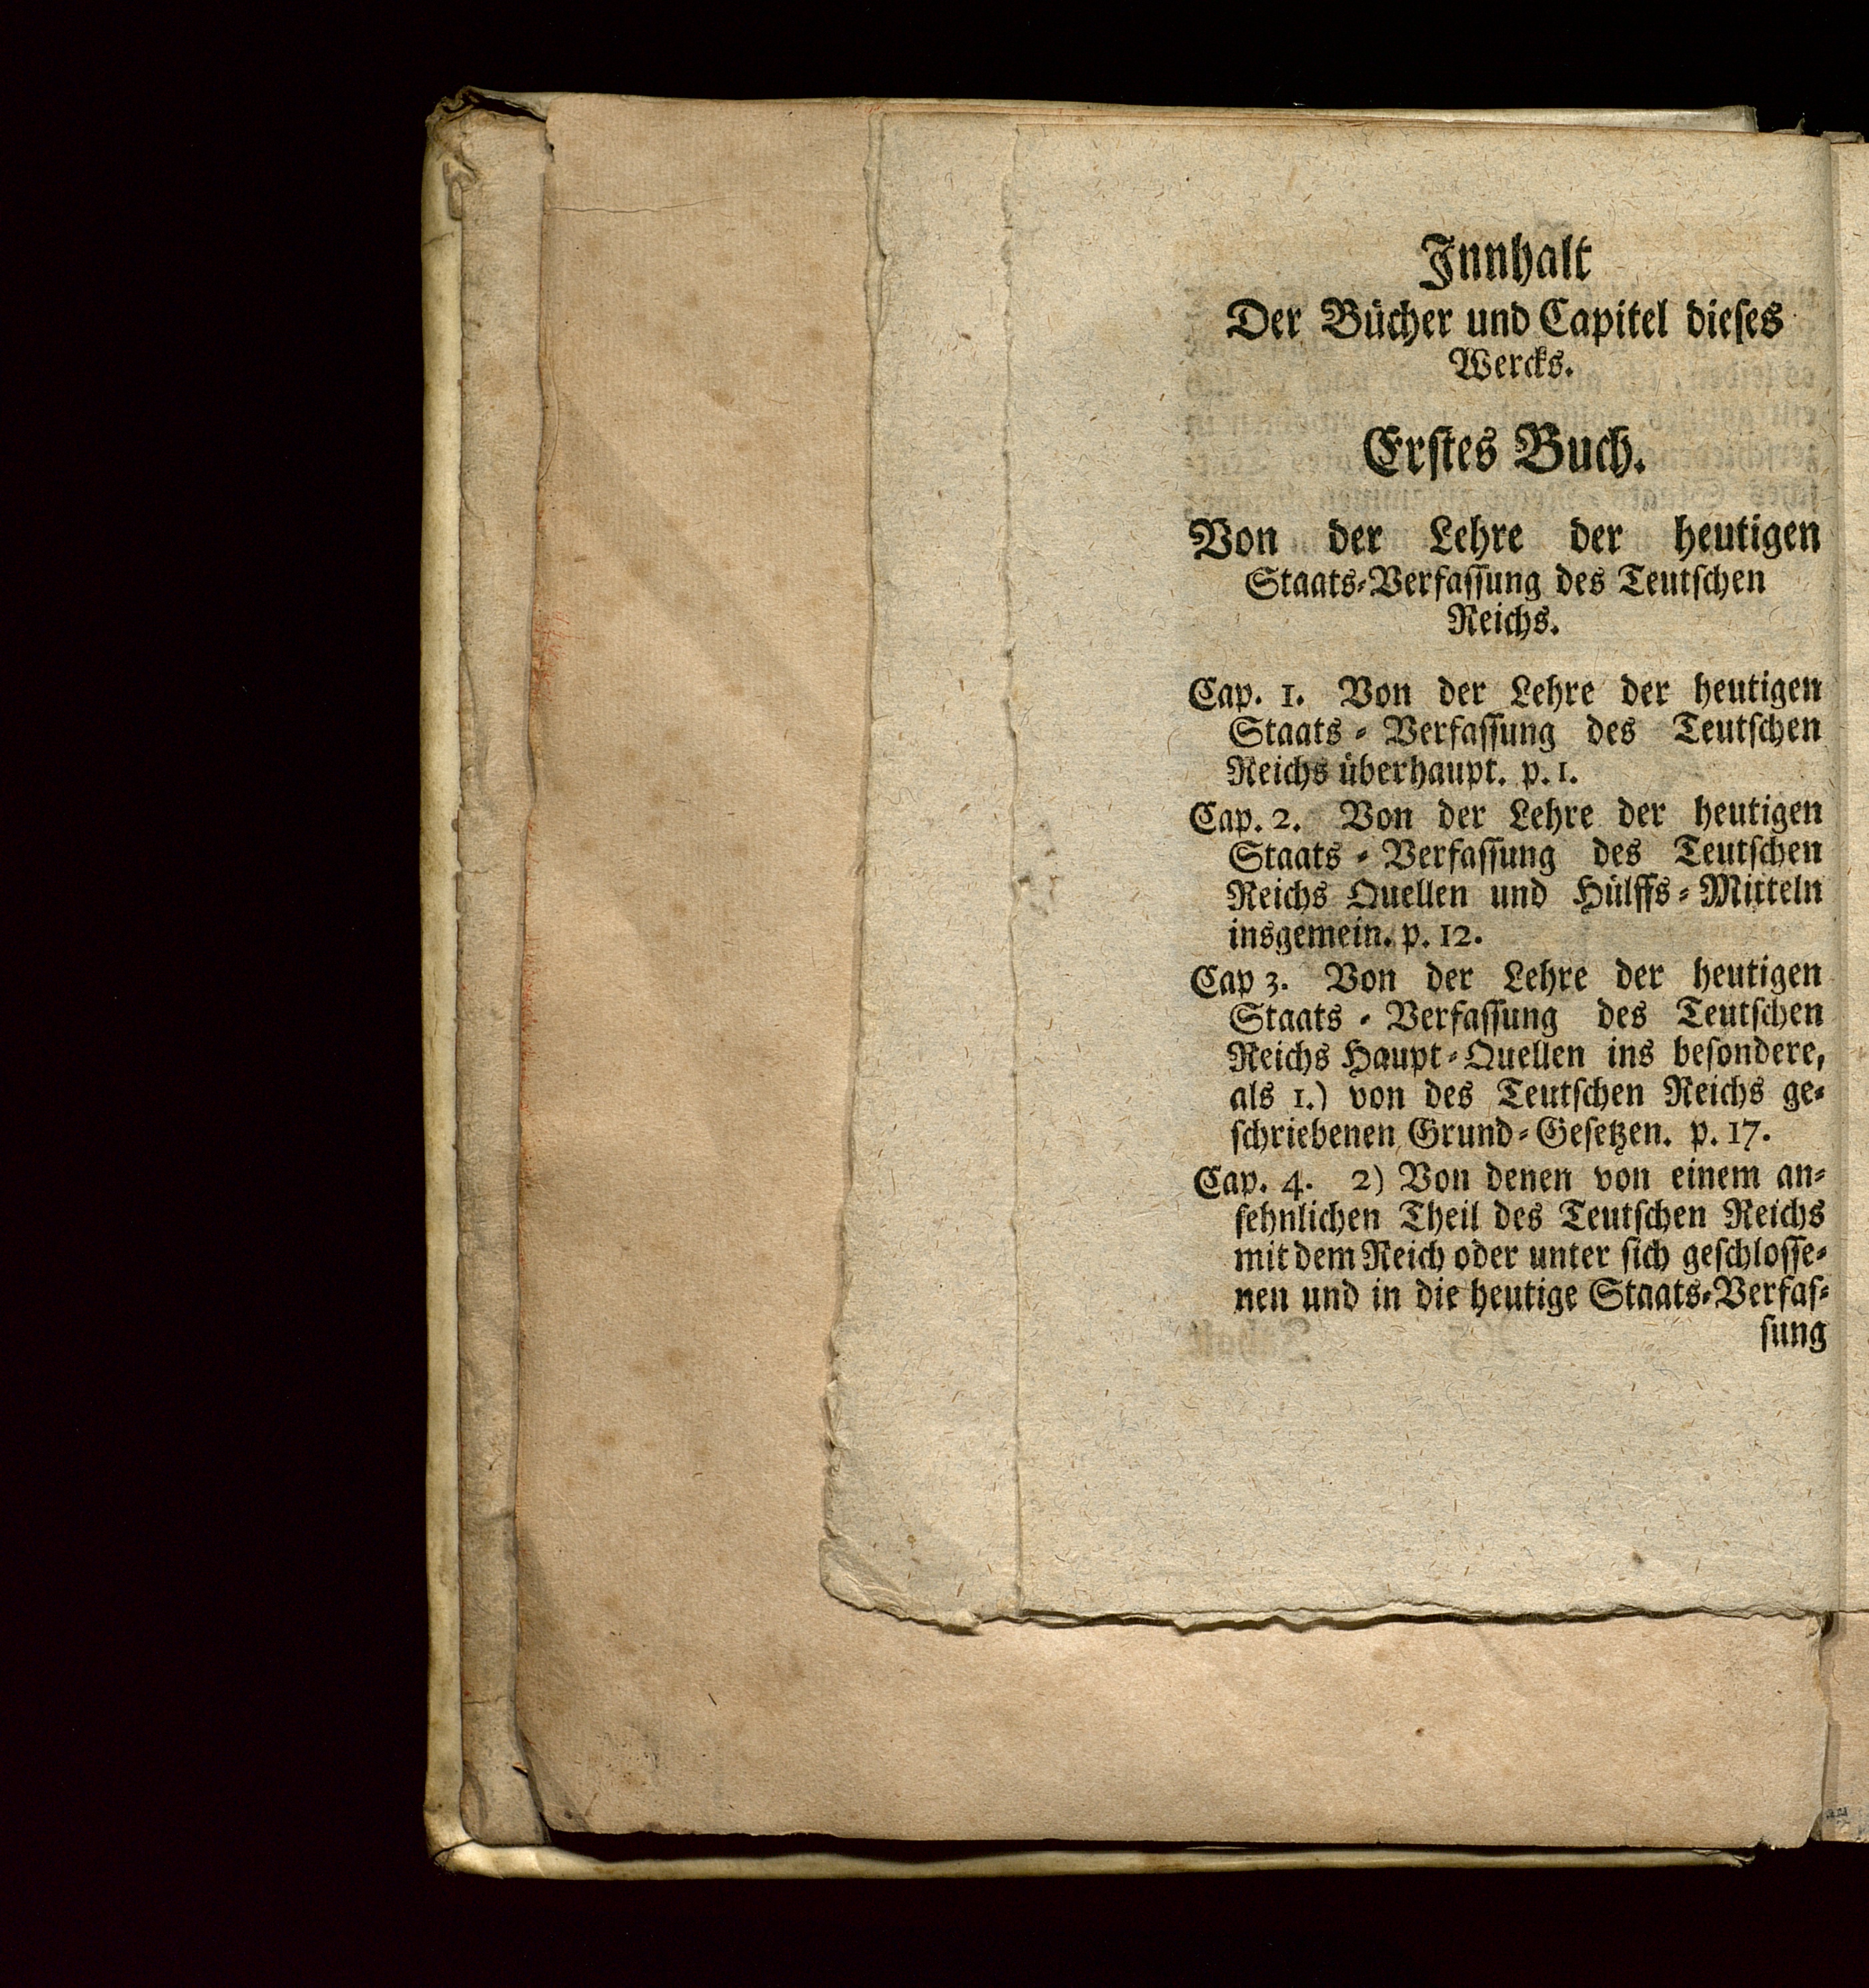 Innhalt
Der Bücher und Capitel dieſes
Wercks.
Erſtes Buch.
Von der Lehre der heutigen
Staats⸗Verfaſſung des Teutſchen
Reichs.
Cap. 1. Von der Lehre der heutigen
Staats ⸗ Verfaſſung des Teutſchen
Reichs überhaupt. p. 1.
Cap. 2. Von der Lehre der heutigen
Staats ⸗ Verfaſſung des Teutſchen
Reichs Quellen und Hülffs ⸗ Mitteln
insgemein. p. 12.
Cap 3. Von der Lehre der heutigen
Staats ⸗ Verfaſſung des Teutſchen
Reichs Haupt ⸗ Quellen ins beſondere,
als 1.) von des Teutſchen Reichs ge⸗
ſchriebenen Grund ⸗ Geſetzen. p. 17.
Cap. 4. 2) Von denen von einem an⸗
ſehnlichen Theil des Teutſchen Reichs
mit dem Reich oder unter ſich geſchloſſe⸗
nen und in die heutige Staats⸗Verfaſ⸗
ſung